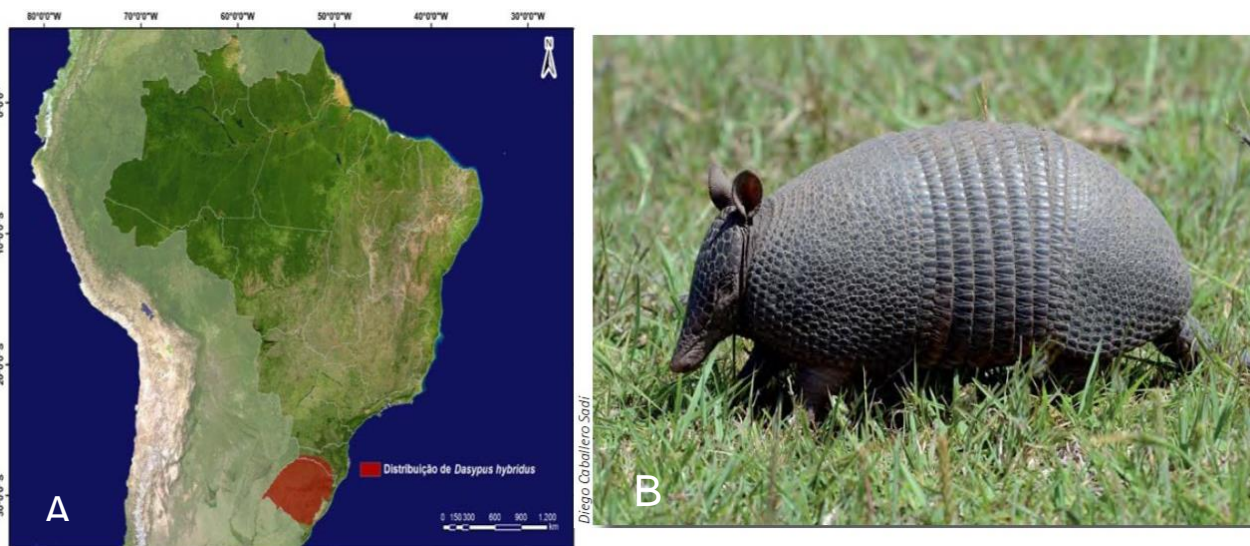 80°0'0"W 70°0'0"W 60°0'0"W 50°0'0"W 40°0'0"W 30°0'0"W
N
Distribuição de Dasypus hybridus
0 150 300 600 900 1.200
km
A
Diego Caballero Sadi
B